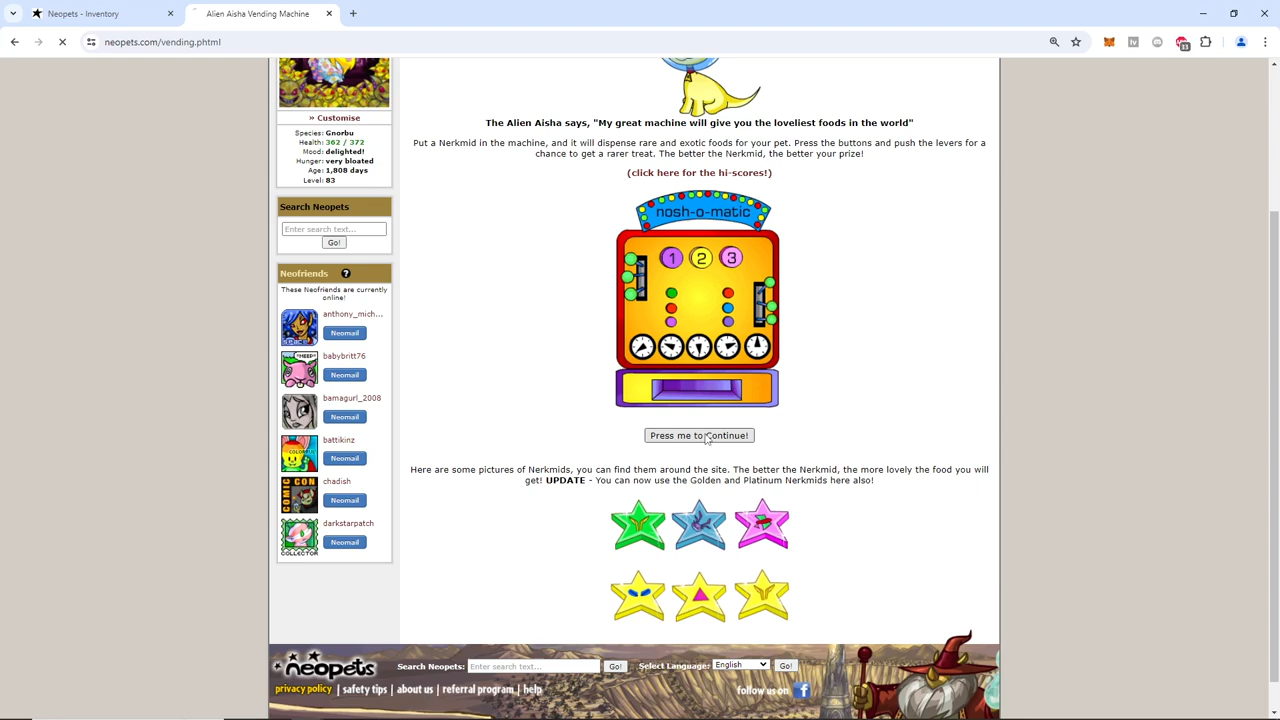 Neopets - Inventory
Alien Aisha Vending Machine
neopets.com/vending.phtml
11
» Customise
Species: Gnorbu
Health: 362 / 372
Mood: delighted!
Hunger: very bloated
Age: 1,808 days
Level: 83
Search Neopets
Enter search text...
Go!
Neofriends ?
These Neofriends are currently
online!
anthony_mich...
Neomail
babybritt76
Neomail
bamagurl_2008
Neomail
battikinz
Neomail
chadish
Neomail
darkstarpatch
Neomail
The Alien Aisha says, "My great machine will give you the loveliest foods in the world"
Put a Nerkmid in the machine, and it will dispense rare and exotic foods for your pet. Press the buttons and push the levers for a
chance to get a rarer treat. The better the Nerkmid, the better your prize!
(click here for the hi-scores!)
nosh-o-matic
1 2 3
Press me to Continue!
Here are some pictures of Nerkmids, you can find them around the site. The better the Nerkmid, the more lovely the food you will
get! UPDATE - You can now use the Golden and Platinum Nerkmids here also!
neopets
Search Neopets: Enter search text... Go! Select Language: English Go!
privacy policy | safety tips | about us | referral program | help
follow us on f